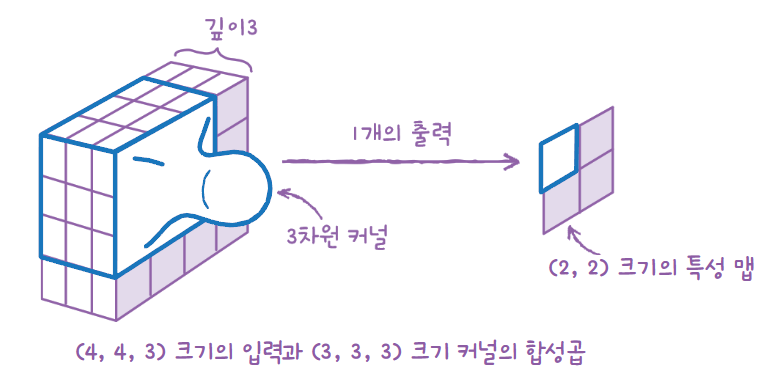 깊이3
1개의 출력
3차원 커널
(2, 2) 크기의 특성 맵
(4, 4, 3) 크기의 입력과 (3, 3, 3) 크기 커널의 합성곱